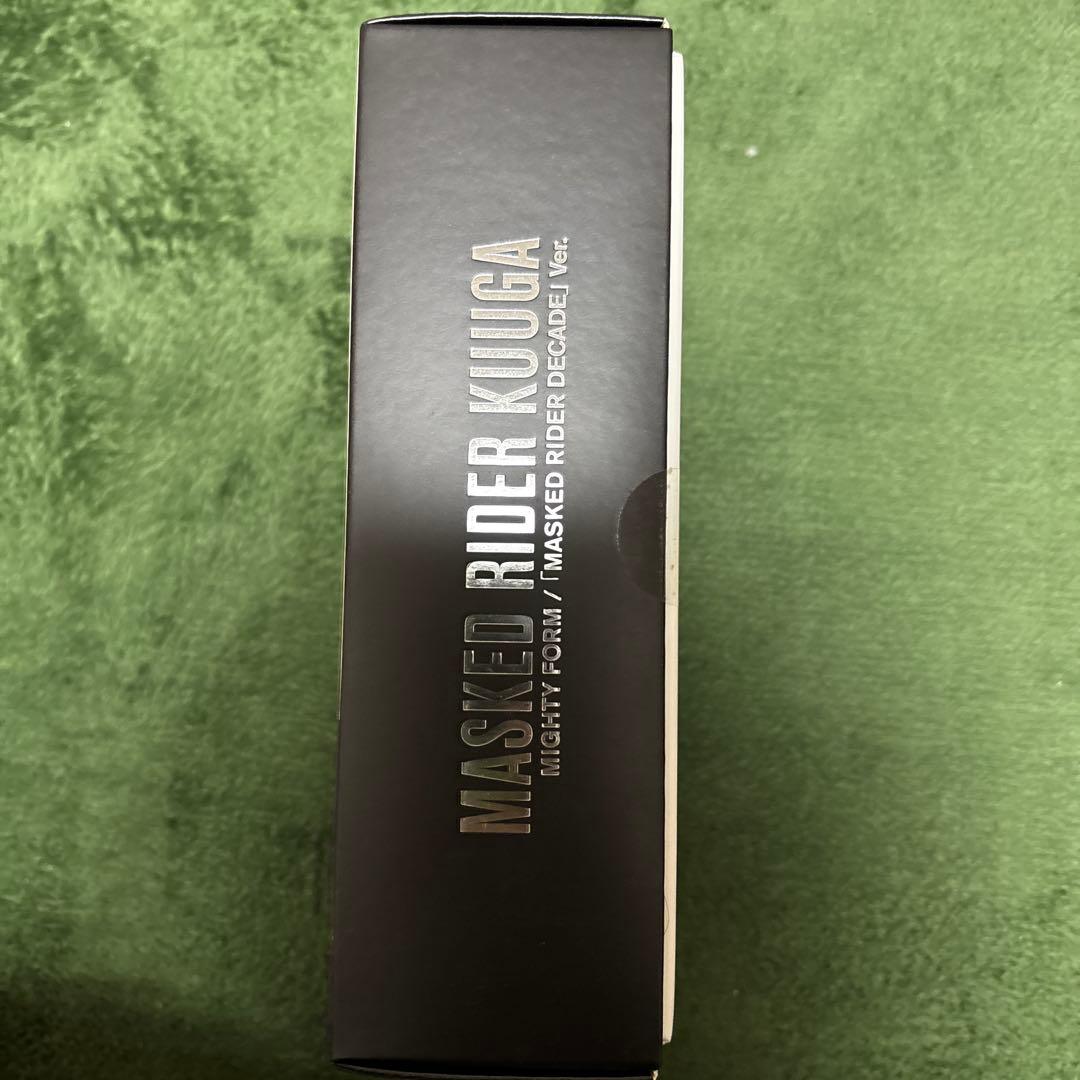 MASKED RIDER KUUGA
MIGHTY FORM /「MASKED RIDER DECADE」Ver.